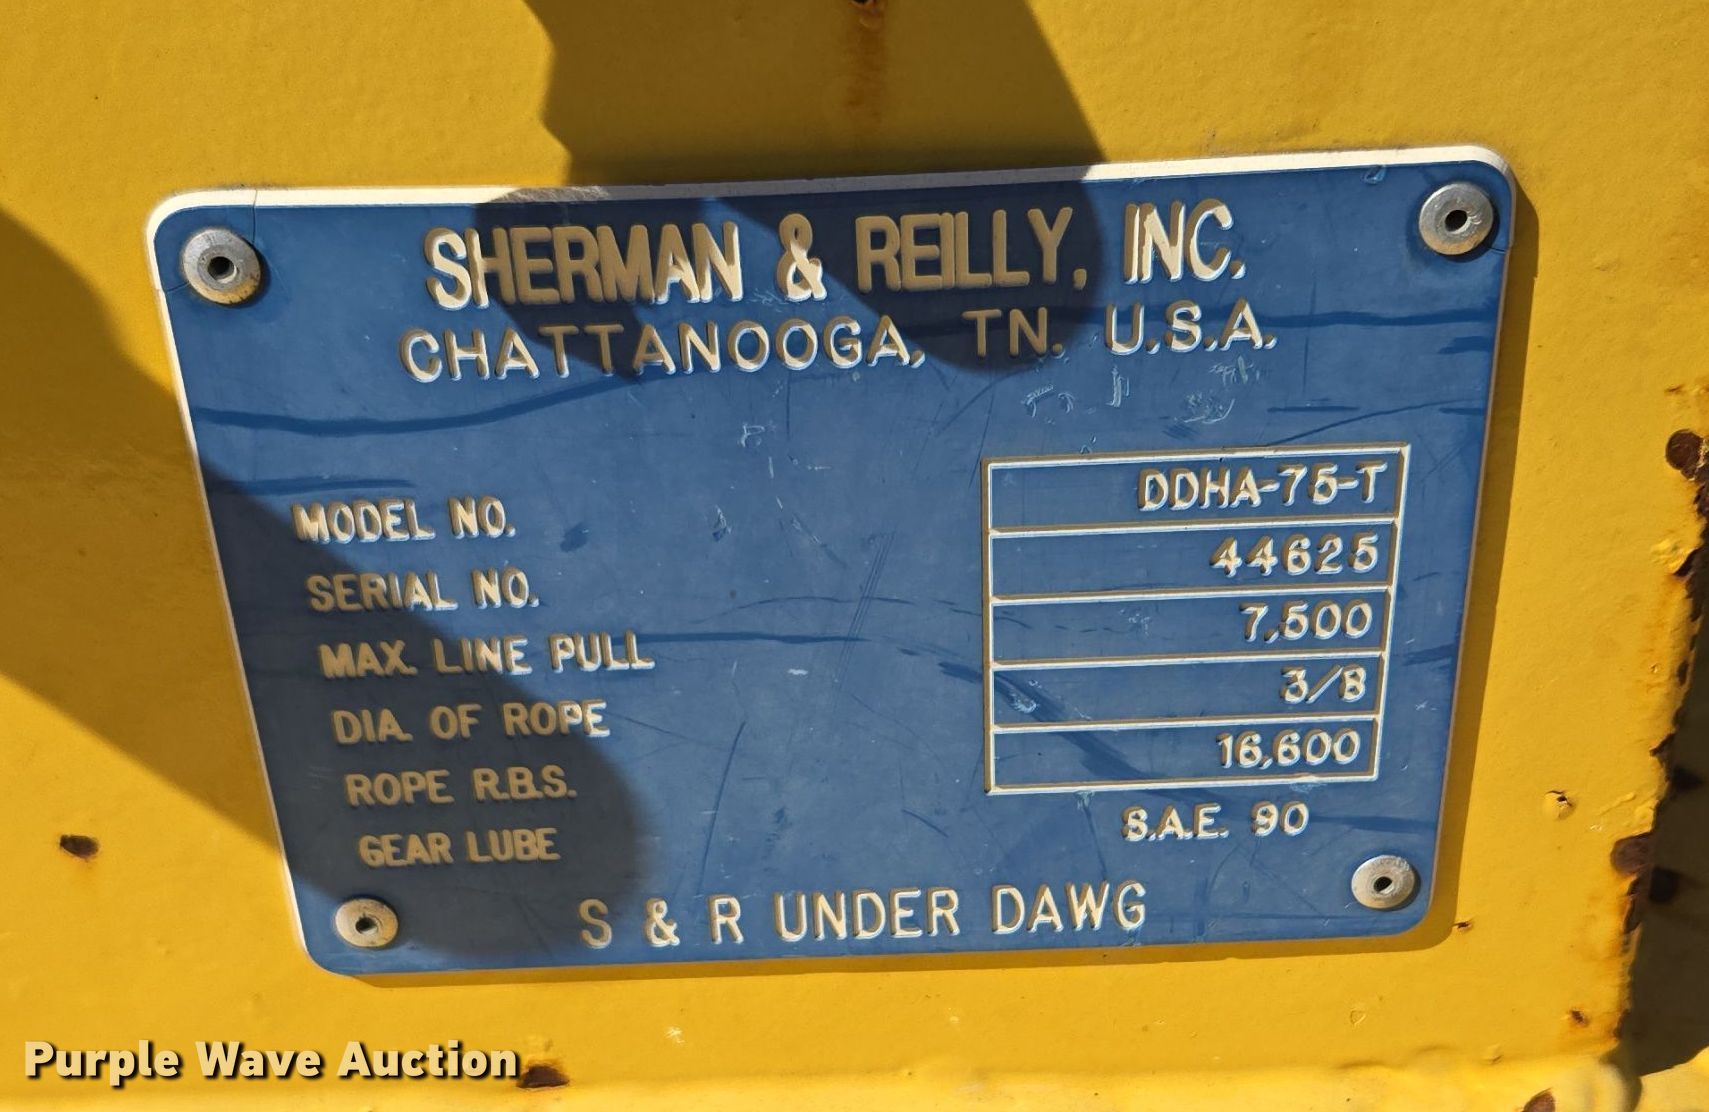 SHERMAN & REILLY, INC.
CHATTANOOGA, TN. U.S.A.
MODEL NO. DDHA-75-T
SERIAL NO. 44625
MAX. LINE PULL 7,500
DIA. OF ROPE 3/8
ROPE R.B.S. 16,600
GEAR LUBE S.A.E. 90
S & R UNDER DAWG
Purple Wave Auction